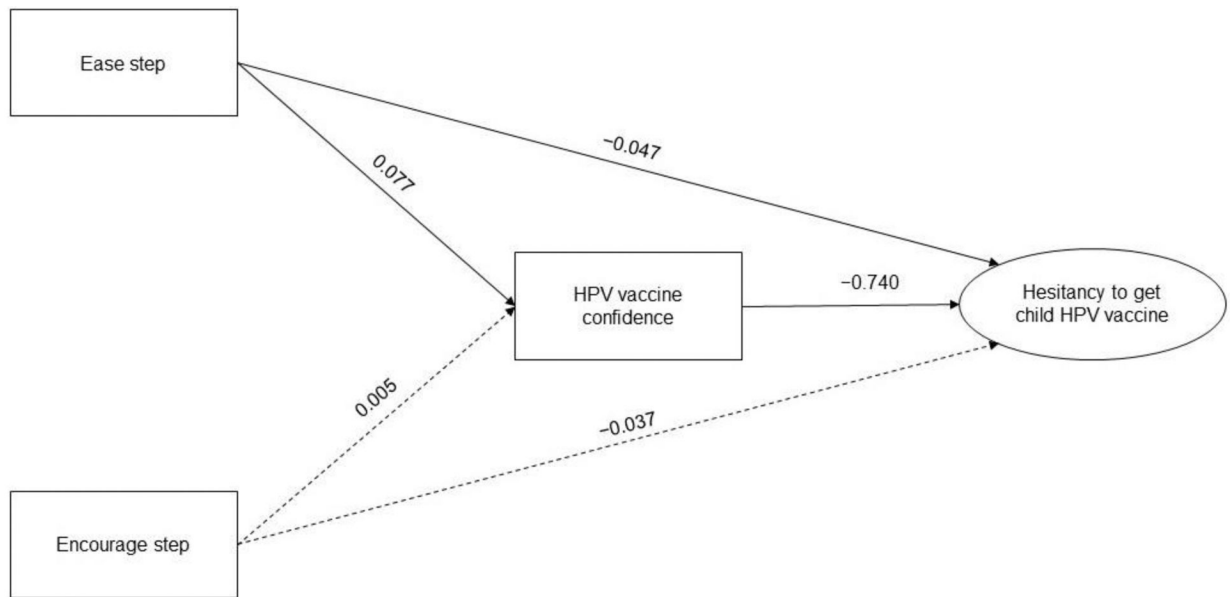 Ease step
−0.047
0.077
HPV vaccine
confidence
−0.740
Hesitancy to get
child HPV vaccine
0.005
−0.037
Encourage step